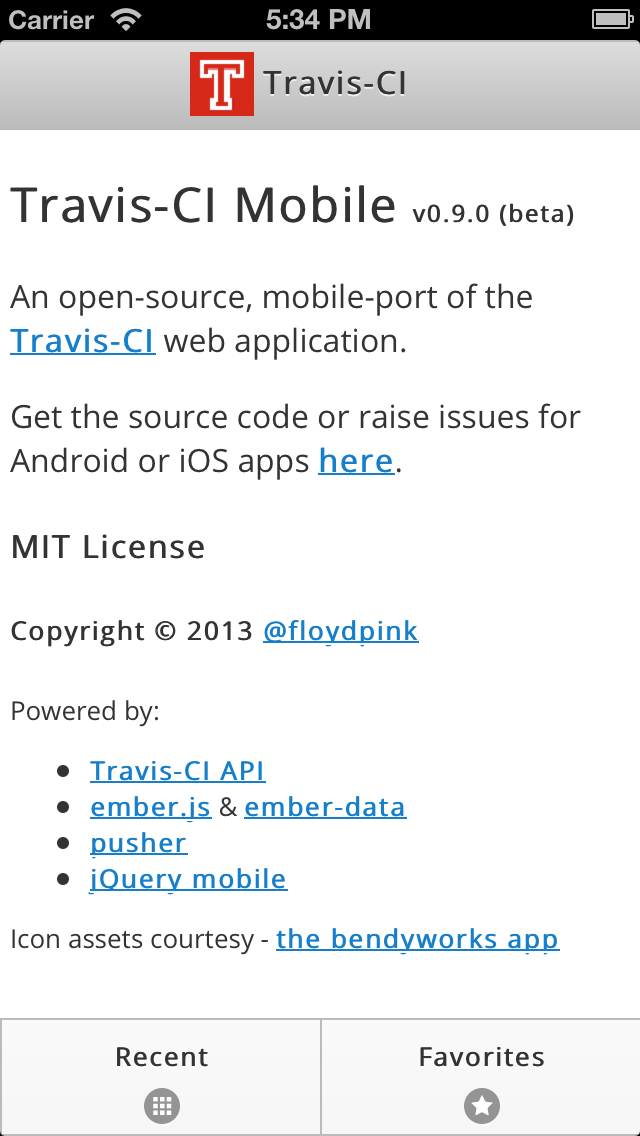 Carrier 5:34 PM
T Travis-CI
Travis-CI Mobile v0.9.0 (beta)
An open-source, mobile-port of the
Travis-CI web application.
Get the source code or raise issues for
Android or iOS apps here.
MIT License
Copyright © 2013 @floydpink
Powered by:
• Travis-CI API
• ember.js & ember-data
• pusher
• jQuery mobile
Icon assets courtesy - the bendyworks app
Recent Favorites